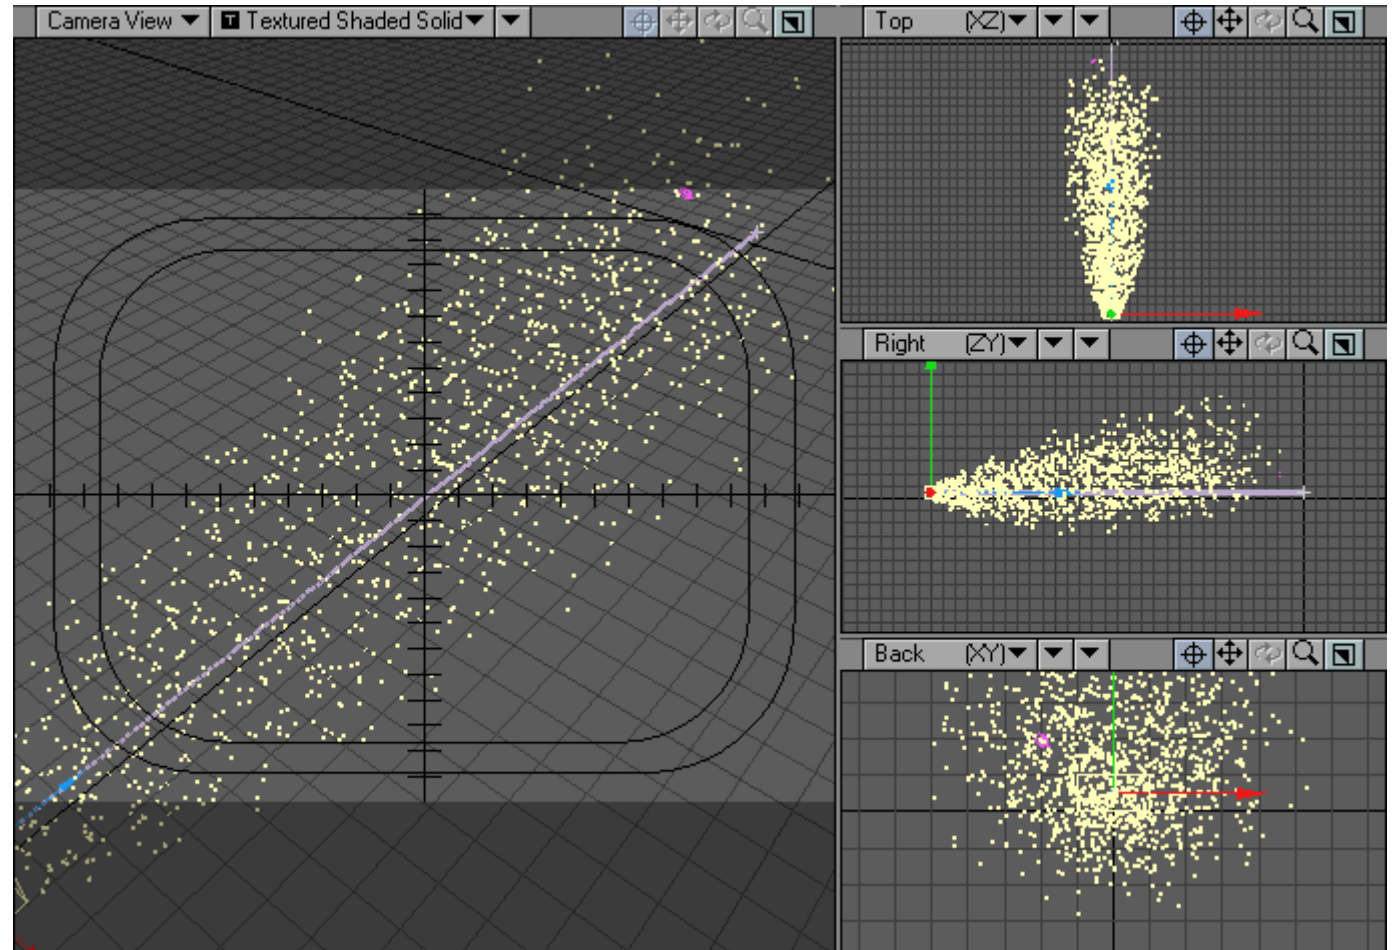 Camera View
T Textured Shaded Solid
Top (XZ)
Right (ZY)
Back (XY)